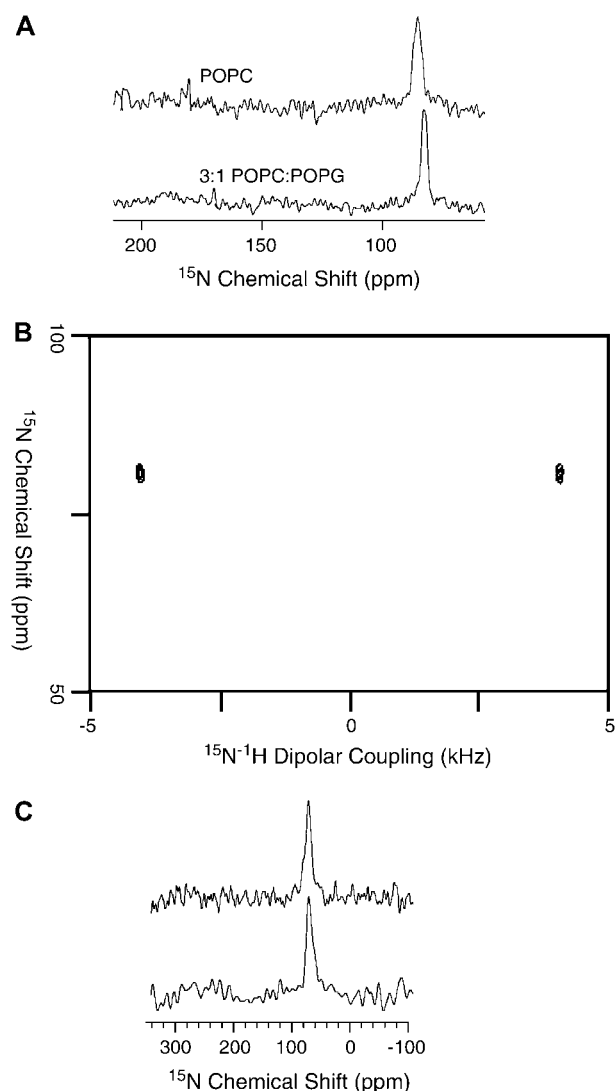 A
POPC
3:1 POPC:POPG
200 150 100
¹⁵N Chemical Shift (ppm)
B
100
¹⁵N Chemical Shift (ppm)
50
-5 0 5
¹⁵N-¹H Dipolar Coupling (kHz)
C
300 200 100 0 -100
¹⁵N Chemical Shift (ppm)